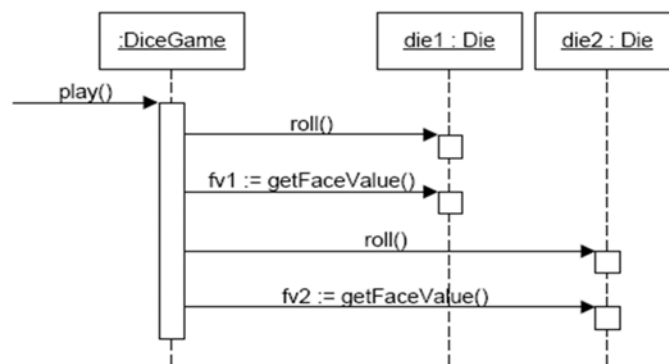 :DiceGame
die1 : Die
die2 : Die
play()
roll()
fv1 := getFaceValue()
roll()
fv2 := getFaceValue()